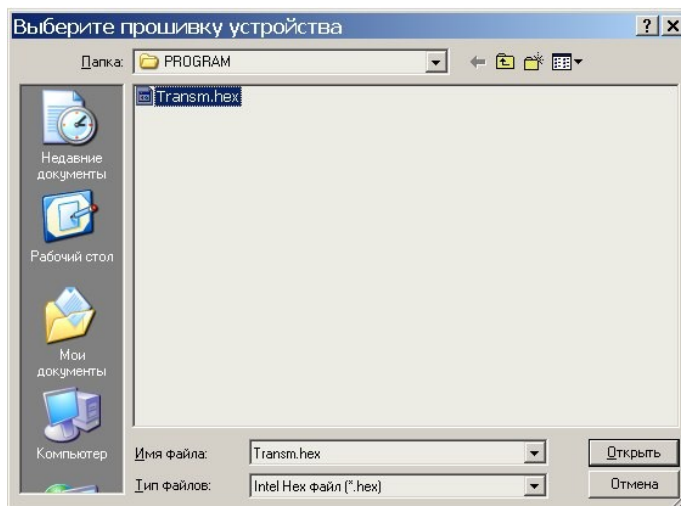 Выберите прошивку устройства
Папка: PROGRAM
Transm.hex
Недавние
документы
Рабочий стол
Мои
документы
Компьютер
Имя файла: Transm.hex Открыть
Тип файлов: Intel Hex файл (*.hex) Отмена